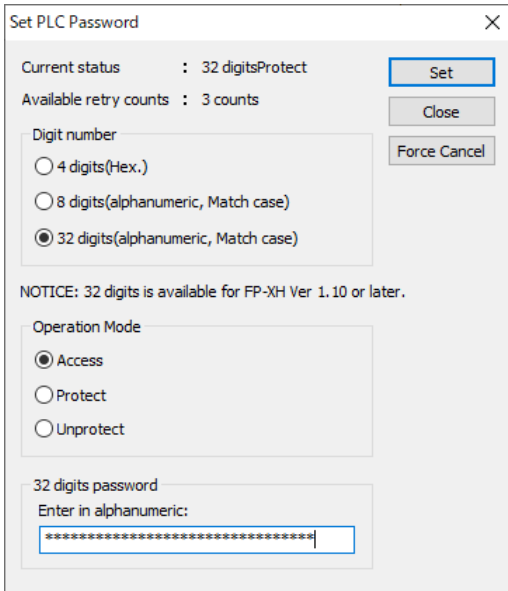 Set PLC Password
Current status : 32 digitsProtect
Available retry counts : 3 counts
Set
Close
Force Cancel
Digit number
4 digits(Hex.)
8 digits(alphanumeric, Match case)
32 digits(alphanumeric, Match case)
NOTICE: 32 digits is available for FP-XH Ver 1.10 or later.
Operation Mode
Access
Protect
Unprotect
32 digits password
Enter in alphanumeric:
********************************